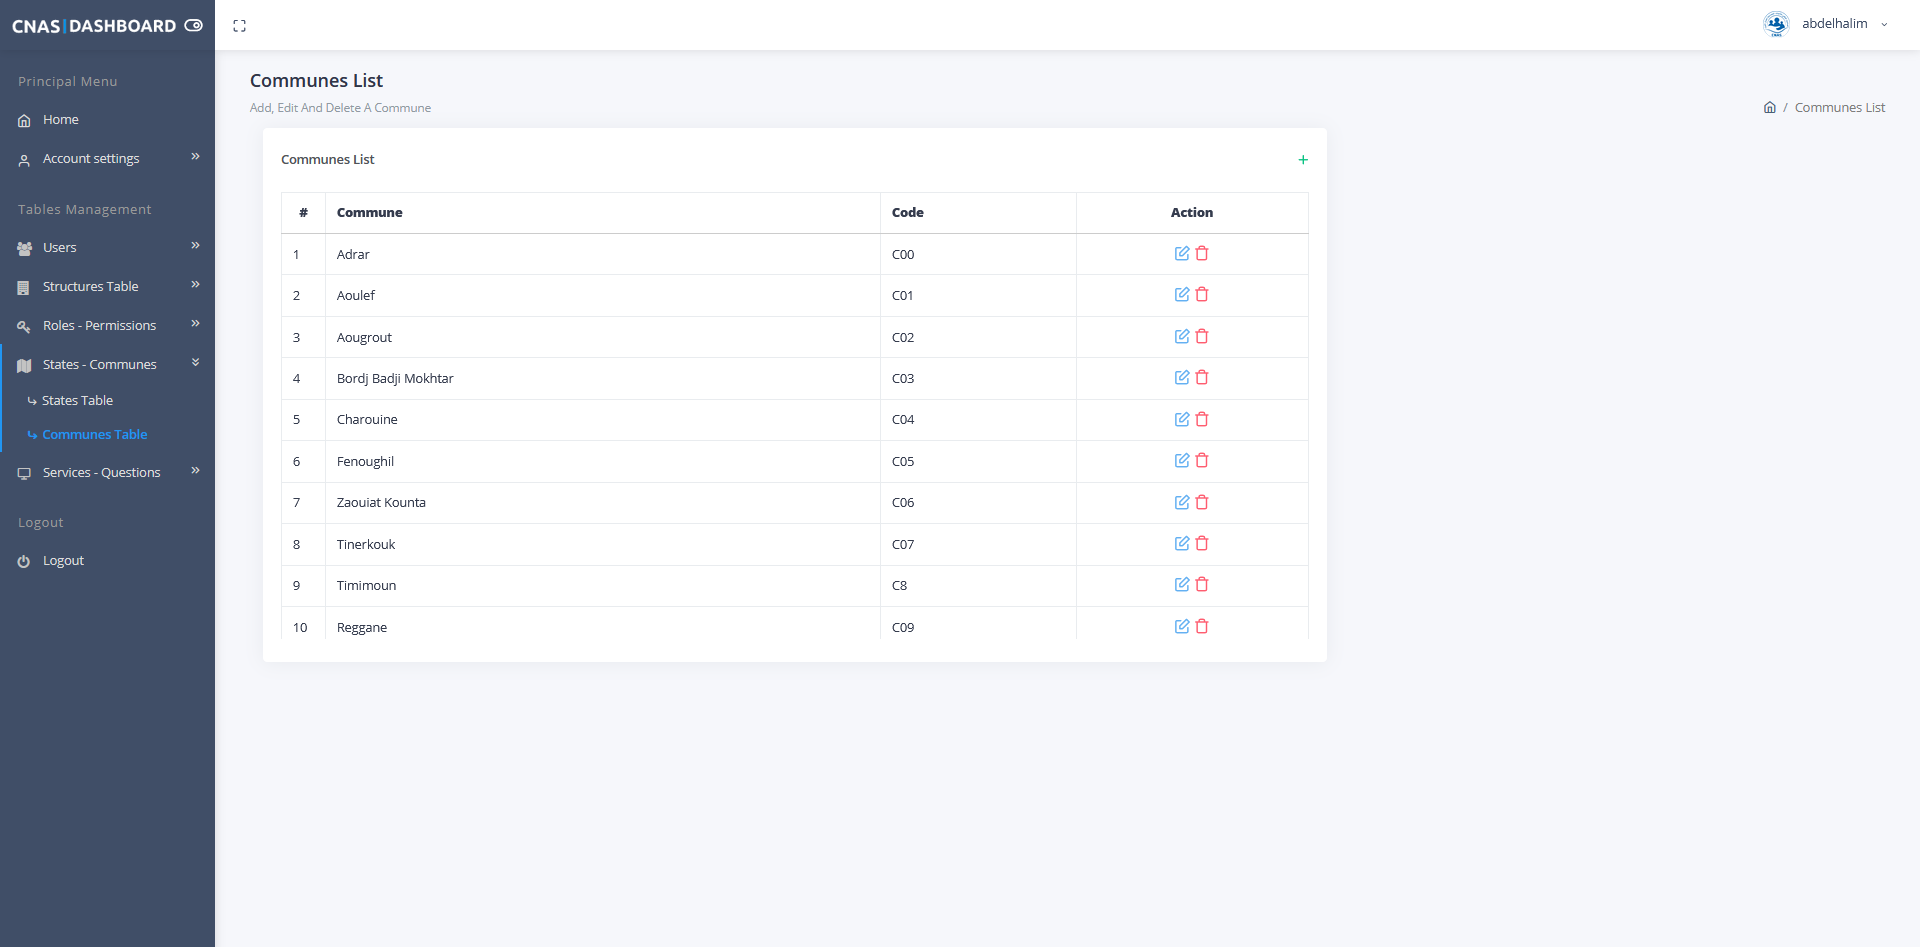 CNAS|DASHBOARD
abdelhalim
Principal Menu
Home
Account settings
Tables Management
Users
Structures Table
Roles - Permissions
States - Communes
States Table
Communes Table
Services - Questions
Logout
Logout
Communes List
Add, Edit And Delete A Commune
/ Communes List
Communes List
# Commune Code Action
1 Adrar C00
2 Aoulef C01
3 Aougrout C02
4 Bordj Badji Mokhtar C03
5 Charouine C04
6 Fenoughil C05
7 Zaouiat Kounta C06
8 Tinerkouk C07
9 Timimoun C8
10 Reggane C09